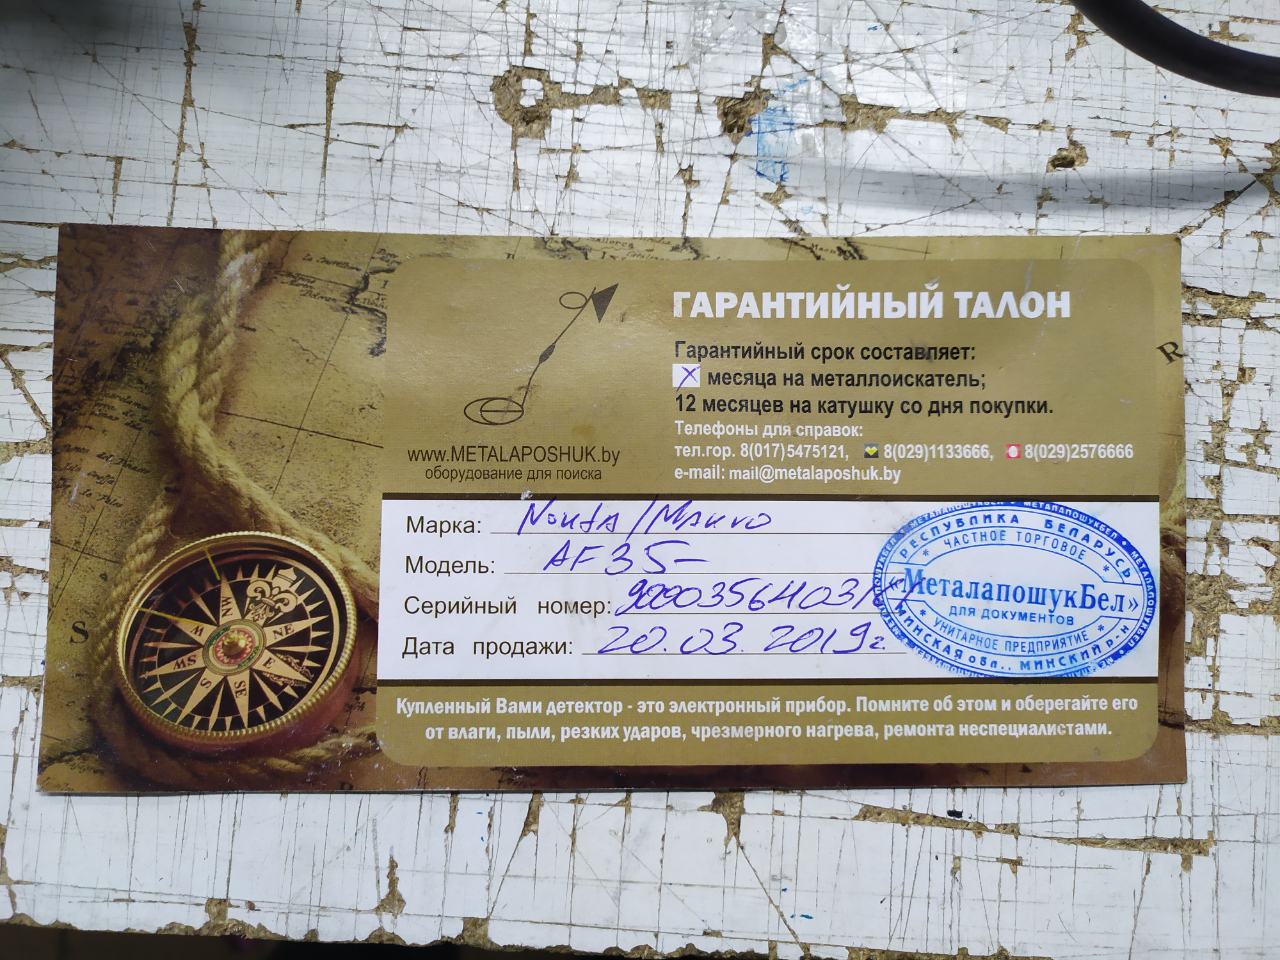 ГАРАНТИЙНЫЙ ТАЛОН
Гарантийный срок составляет:
X месяца на металлоискатель;
12 месяцев на катушку со дня покупки.
Телефоны для справок:
тел.гор. 8(017)5475121, 8(029)1133666, 8(029)2576666
e-mail: mail@metalaposhuk.by
www.METALAPOSHUK.by
оборудование для поиска
Марка: Nokta/Makro
Модель: AF35-
Серийный номер:
Дата продажи: 20.03.2019г.
РЕСПУБЛИКА БЕЛАРУСЬ
* ЧАСТНОЕ ТОРГОВОЕ *
«МеталапошукБел»
ДЛЯ ДОКУМЕНТОВ
* УНИТАРНОЕ ПРЕДПРИЯТИЕ *
МИНСКАЯ обл., МИНСКИЙ р-н
Купленный Вами детектор - это электронный прибор. Помните об этом и оберегайте его
от влаги, пыли, резких ударов, чрезмерного нагрева, ремонта неспециалистами.
NE
E
SE
S
SW
W
NW
S
R